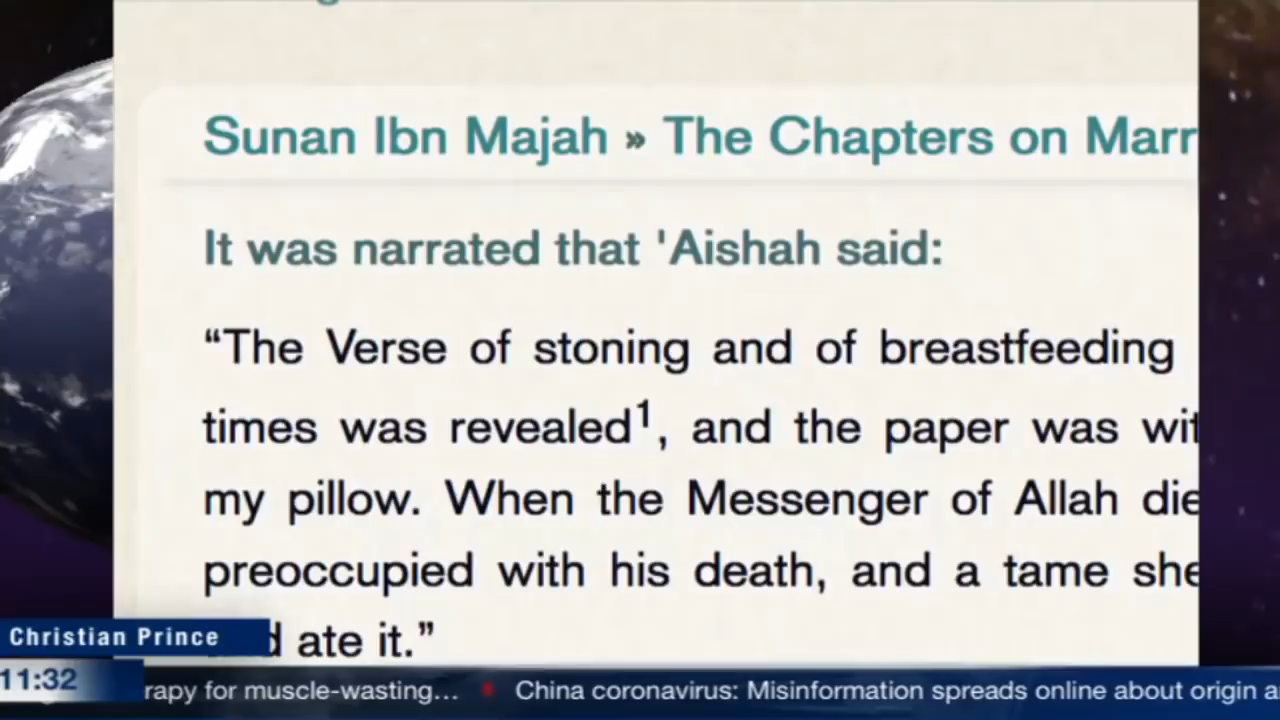 Sunan Ibn Majah » The Chapters on Marr
It was narrated that 'Aishah said:
“The Verse of stoning and of breastfeeding
times was revealed¹, and the paper was wit
my pillow. When the Messenger of Allah die
preoccupied with his death, and a tame she
d ate it.”
Christian Prince
11:32
rapy for muscle-wasting... • China coronavirus: Misinformation spreads online about origin a